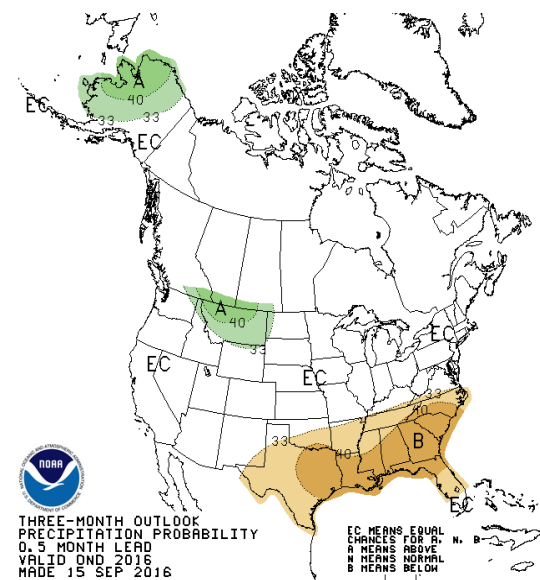 A
40
EC
33
33
EC
A
40
33
EC
EC
EC
33
40
33
B
40
EC
NOAA
THREE-MONTH OUTLOOK
PRECIPITATION PROBABILITY
0.5 MONTH LEAD
VALID OND 2016
MADE 15 SEP 2016
EC MEANS EQUAL
CHANCES FOR A, N, B
A MEANS ABOVE
N MEANS NORMAL
B MEANS BELOW